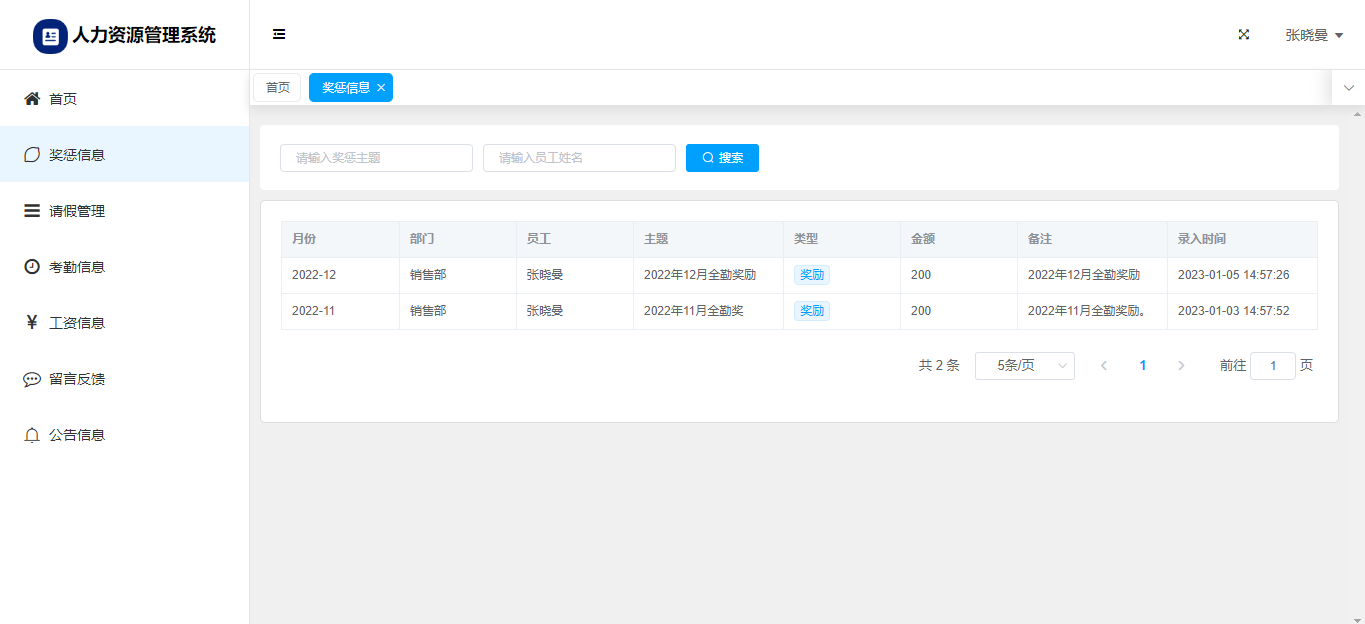 人力资源管理系统
张晓曼
首页
奖惩信息
请假管理
考勤信息
工资信息
留言反馈
公告信息
首页 奖惩信息
请输入奖惩主题 请输入员工姓名 搜索
月份 部门 员工 主题 类型 金额 备注 录入时间
2022-12 销售部 张晓曼 2022年12月全勤奖励 奖励 200 2022年12月全勤奖励 2023-01-05 14:57:26
2022-11 销售部 张晓曼 2022年11月全勤奖 奖励 200 2022年11月全勤奖励。 2023-01-03 14:57:52
共 2 条 5条/页 1 前往 1 页